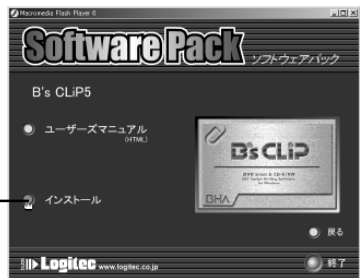 Macromedia Flash Player 6
Software Pack ソフトウェアパック
B's CLiP5
ユーザーズマニュアル
(HTML)
インストール
B's CLiP
BHA
戻る
Logitec www.logitec.co.jp
終了